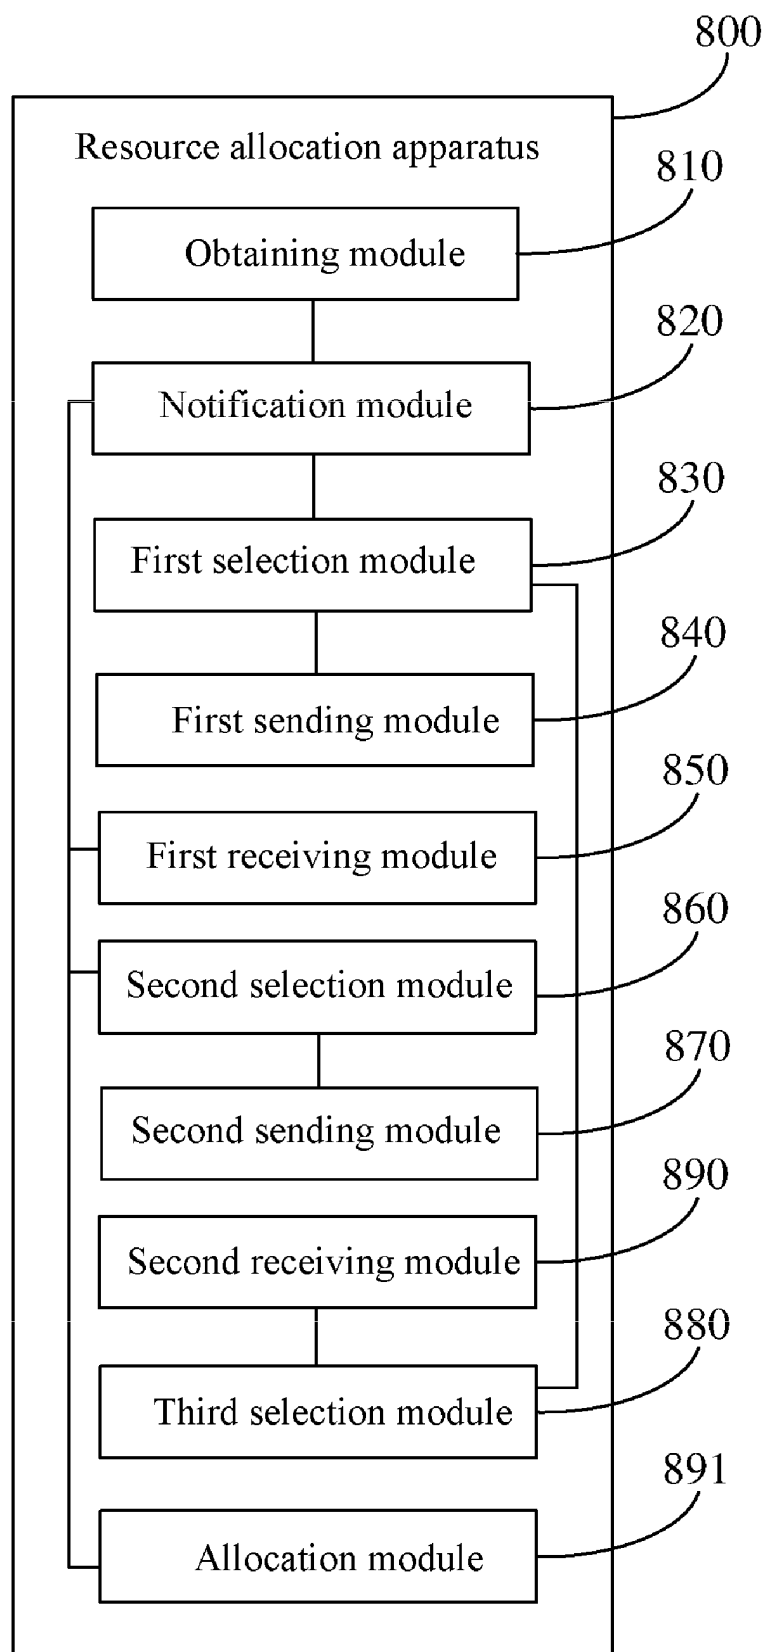 800
Resource allocation apparatus
810
Obtaining module
820
Notification module
830
First selection module
840
First sending module
850
First receiving module
860
Second selection module
870
Second sending module
890
Second receiving module
880
Third selection module
891
Allocation module